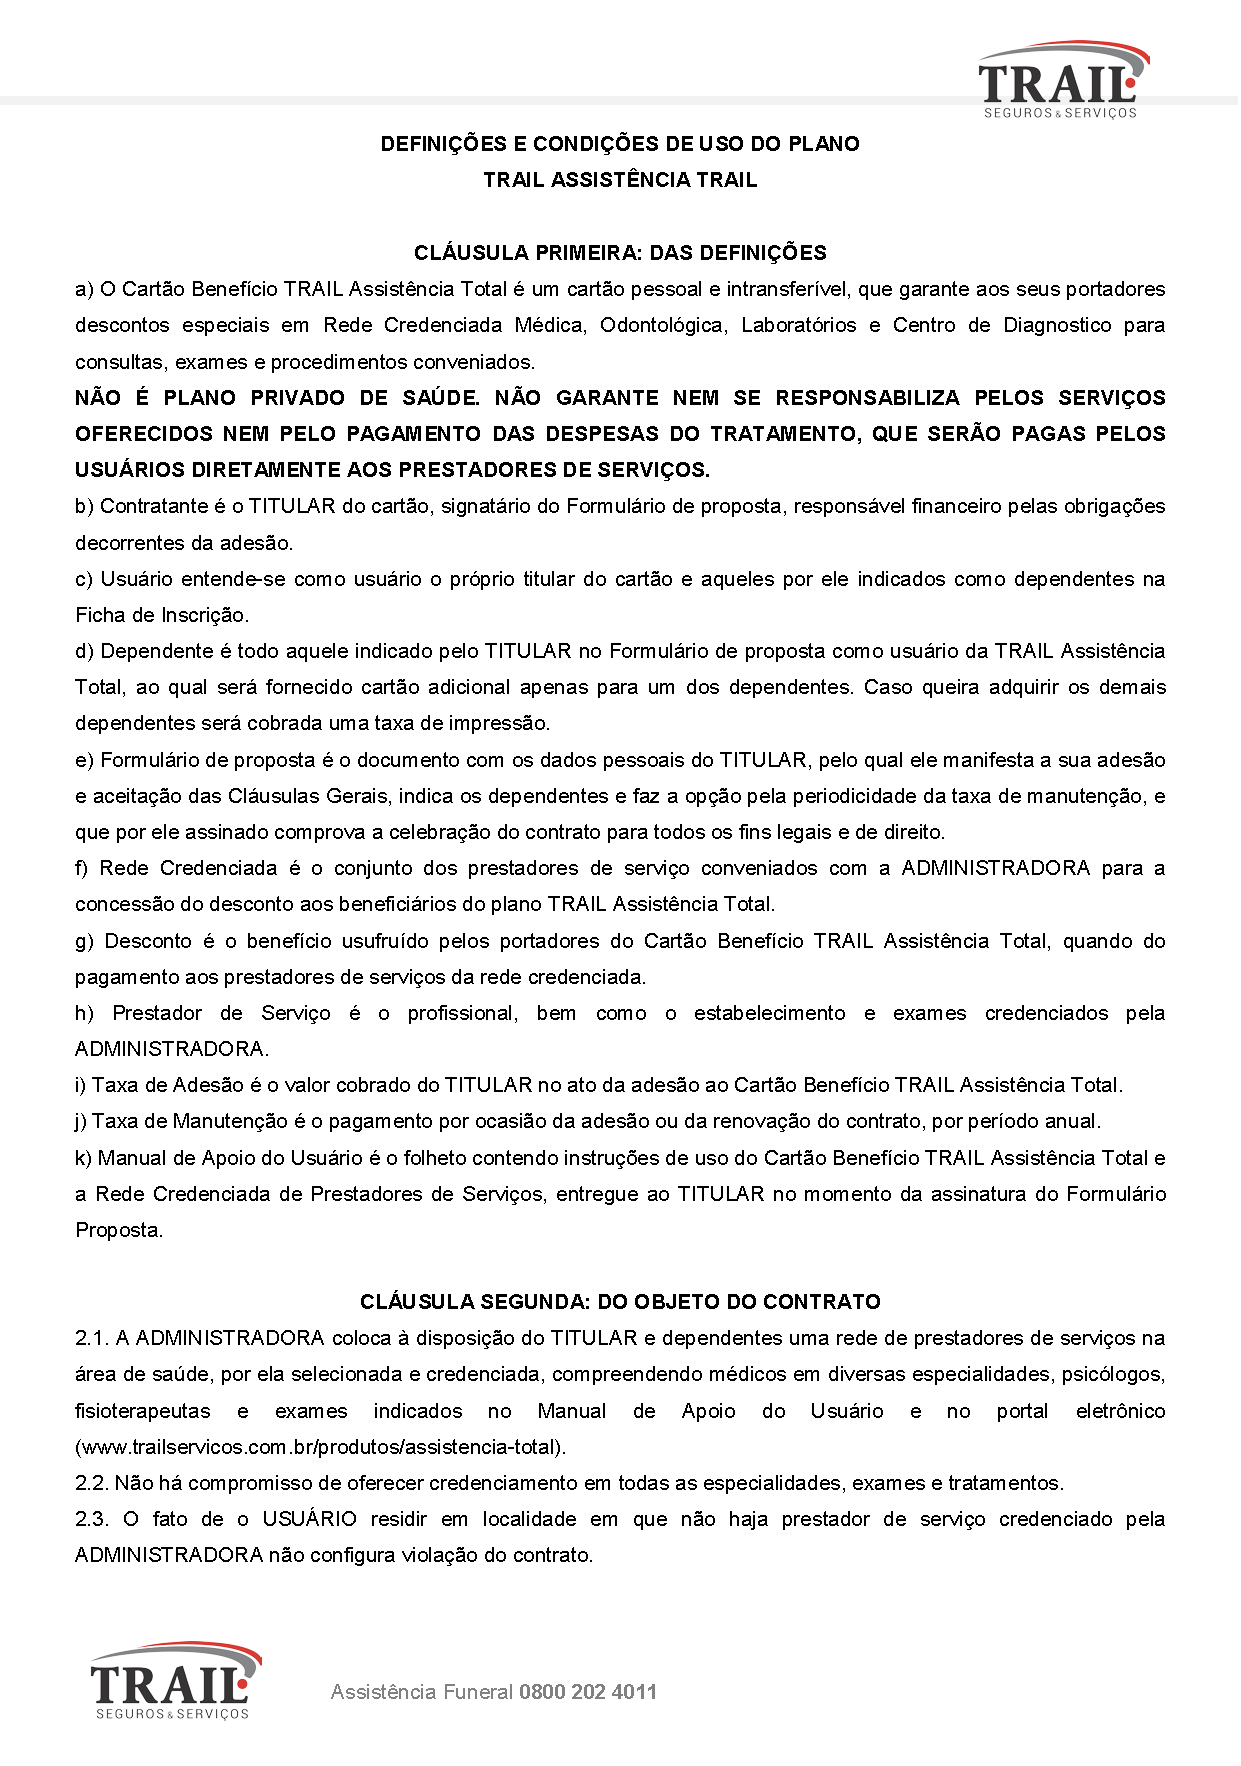 TRAIL
SEGUROS & SERVIÇOS
DEFINIÇÕES E CONDIÇÕES DE USO DO PLANO
TRAIL ASSISTÊNCIA TRAIL
CLÁUSULA PRIMEIRA: DAS DEFINIÇÕES
a) O Cartão Benefício TRAIL Assistência Total é um cartão pessoal e intransferível, que garante aos seus portadores
descontos especiais em Rede Credenciada Médica, Odontológica, Laboratórios e Centro de Diagnostico para
consultas, exames e procedimentos conveniados.
NÃO É PLANO PRIVADO DE SAÚDE. NÃO GARANTE NEM SE RESPONSABILIZA PELOS SERVIÇOS
OFERECIDOS NEM PELO PAGAMENTO DAS DESPESAS DO TRATAMENTO, QUE SERÃO PAGAS PELOS
USUÁRIOS DIRETAMENTE AOS PRESTADORES DE SERVIÇOS.
b) Contratante é o TITULAR do cartão, signatário do Formulário de proposta, responsável financeiro pelas obrigações
decorrentes da adesão.
c) Usuário entende-se como usuário o próprio titular do cartão e aqueles por ele indicados como dependentes na
Ficha de Inscrição.
d) Dependente é todo aquele indicado pelo TITULAR no Formulário de proposta como usuário da TRAIL Assistência
Total, ao qual será fornecido cartão adicional apenas para um dos dependentes. Caso queira adquirir os demais
dependentes será cobrada uma taxa de impressão.
e) Formulário de proposta é o documento com os dados pessoais do TITULAR, pelo qual ele manifesta a sua adesão
e aceitação das Cláusulas Gerais, indica os dependentes e faz a opção pela periodicidade da taxa de manutenção, e
que por ele assinado comprova a celebração do contrato para todos os fins legais e de direito.
f) Rede Credenciada é o conjunto dos prestadores de serviço conveniados com a ADMINISTRADORA para a
concessão do desconto aos beneficiários do plano TRAIL Assistência Total.
g) Desconto é o benefício usufruído pelos portadores do Cartão Benefício TRAIL Assistência Total, quando do
pagamento aos prestadores de serviços da rede credenciada.
h) Prestador de Serviço é o profissional, bem como o estabelecimento e exames credenciados pela
ADMINISTRADORA.
i) Taxa de Adesão é o valor cobrado do TITULAR no ato da adesão ao Cartão Benefício TRAIL Assistência Total.
j) Taxa de Manutenção é o pagamento por ocasião da adesão ou da renovação do contrato, por período anual.
k) Manual de Apoio do Usuário é o folheto contendo instruções de uso do Cartão Benefício TRAIL Assistência Total e
a Rede Credenciada de Prestadores de Serviços, entregue ao TITULAR no momento da assinatura do Formulário
Proposta.
CLÁUSULA SEGUNDA: DO OBJETO DO CONTRATO
2.1. A ADMINISTRADORA coloca à disposição do TITULAR e dependentes uma rede de prestadores de serviços na
área de saúde, por ela selecionada e credenciada, compreendendo médicos em diversas especialidades, psicólogos,
fisioterapeutas e exames indicados no Manual de Apoio do Usuário e no portal eletrônico
(www.trailservicos.com.br/produtos/assistencia-total).
2.2. Não há compromisso de oferecer credenciamento em todas as especialidades, exames e tratamentos.
2.3. O fato de o USUÁRIO residir em localidade em que não haja prestador de serviço credenciado pela
ADMINISTRADORA não configura violação do contrato.
TRAIL
SEGUROS & SERVIÇOS
Assistência Funeral 0800 202 4011